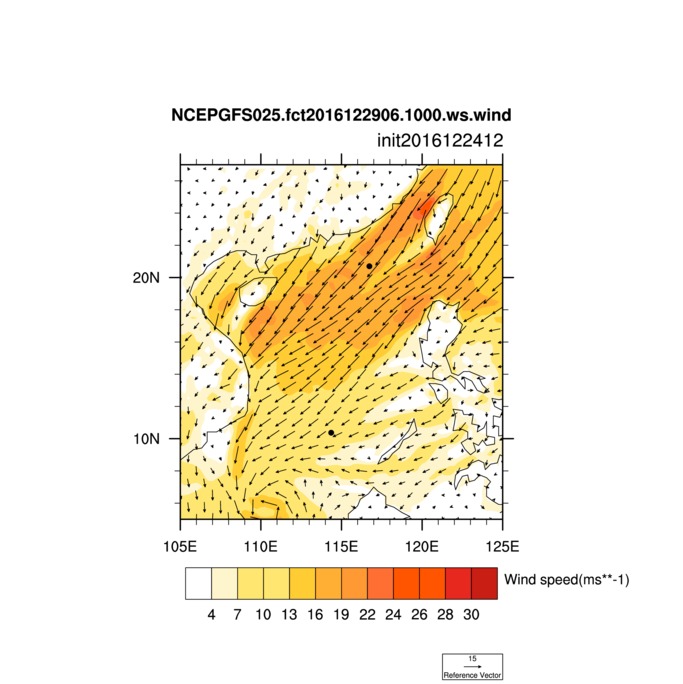 NCEPGFS025.fct2016122906.1000.ws.wind
init2016122412
20N
10N
105E 110E 115E 120E 125E
Wind speed(ms**-1)
4 7 10 13 16 19 22 24 26 28 30
15
Reference Vector